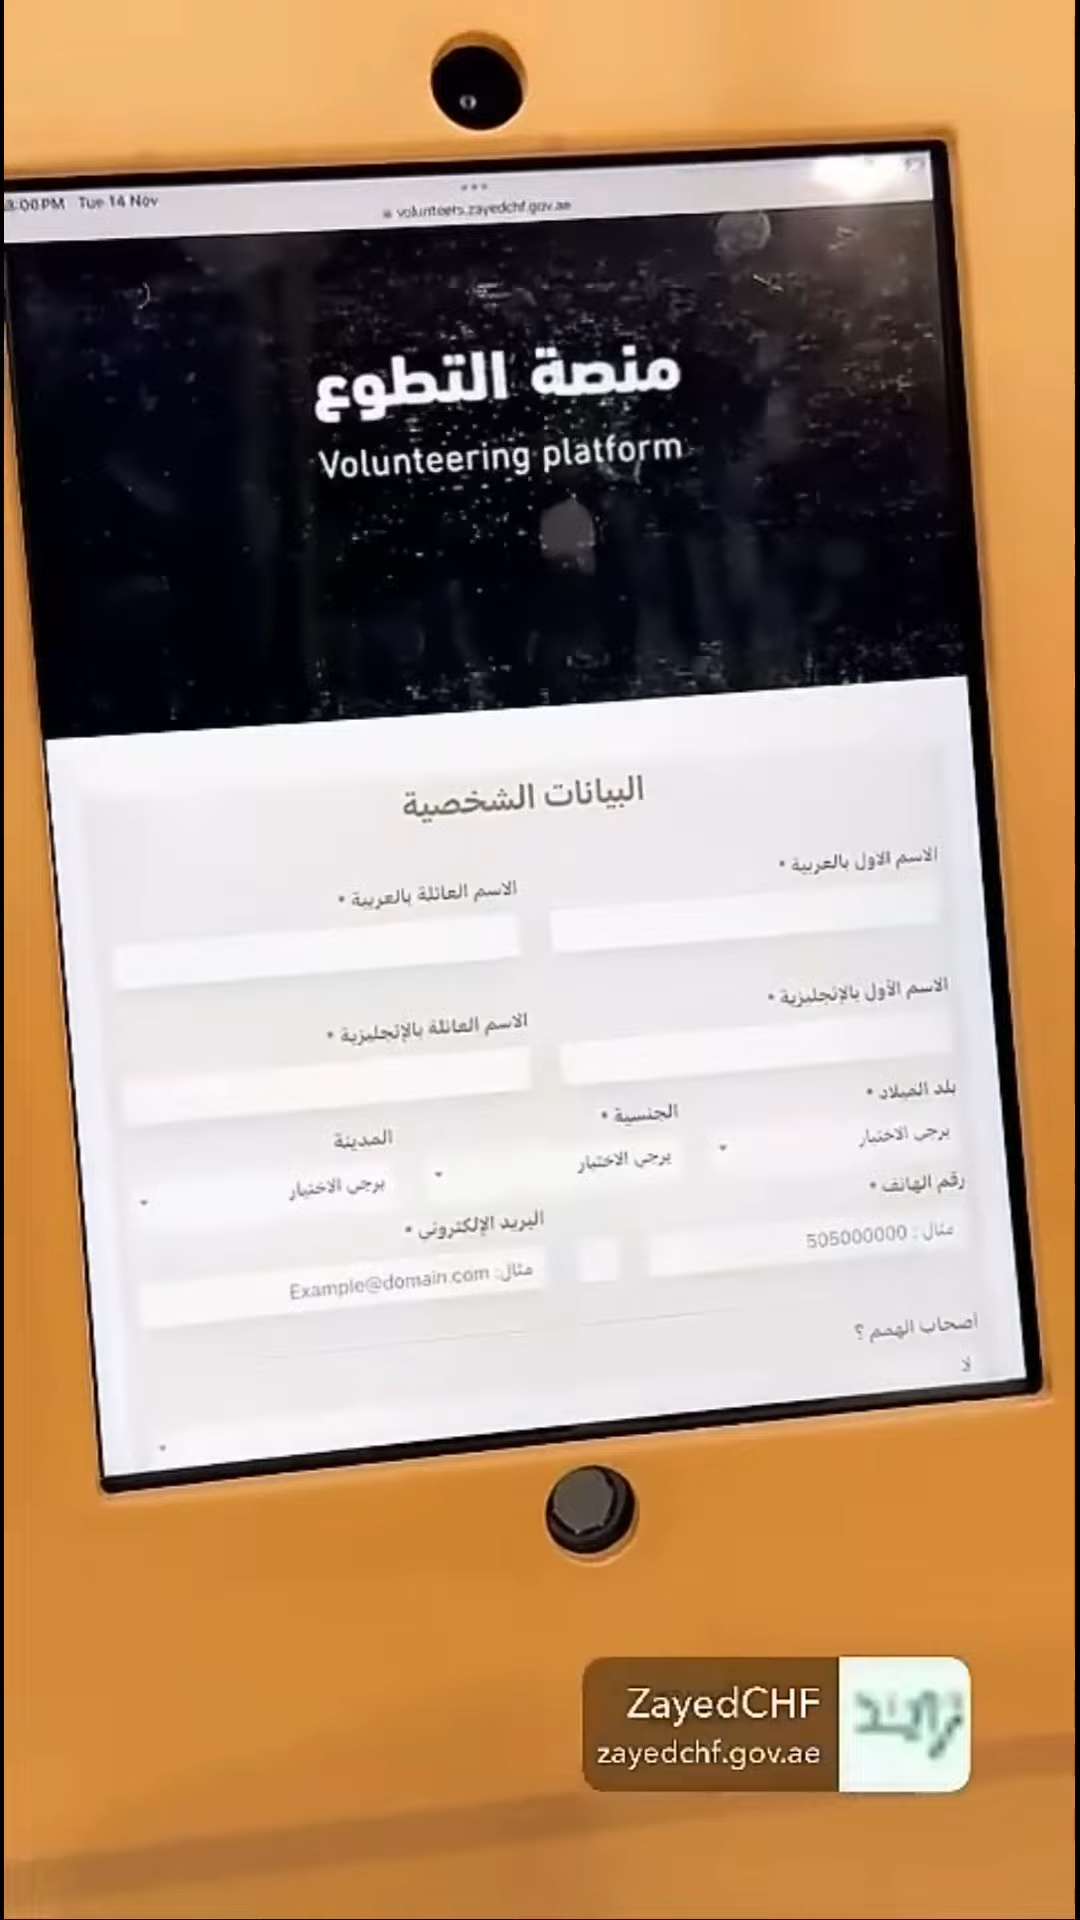 3:00PM Tue 14 Nov
volunteers.zayedchf.gov.ae
منصة التطوع
Volunteering platform
البيانات الشخصية
الاسم الاول بالعربية *
الاسم العائلة بالعربية *
الاسم الأول بالإنجليزية *
الاسم العائلة بالإنجليزية *
بلد الميلاد *
الجنسية *
المدينة
يرجى الاختيار
يرجى الاختيار
يرجى الاختيار
رقم الهاتف *
البريد الإلكتروني *
مثال : 505000000
مثال: Example@domain.com
أصحاب الهمم ؟
لا
ZayedCHF
zayedchf.gov.ae
زايد